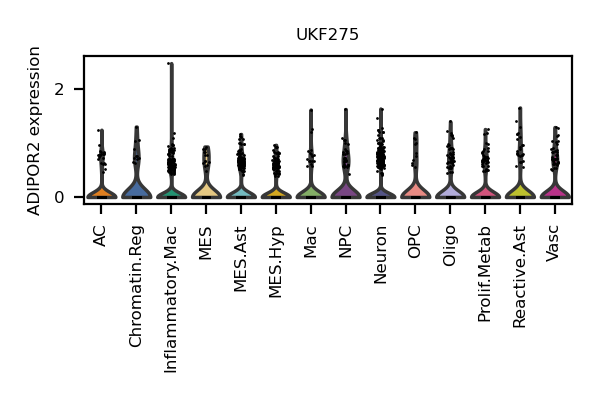 UKF275
ADIPOR2 expression
2
0
AC
Chromatin.Reg
Inflammatory.Mac
MES
MES.Ast
MES.Hyp
Mac
NPC
Neuron
OPC
Oligo
Prolif.Metab
Reactive.Ast
Vasc